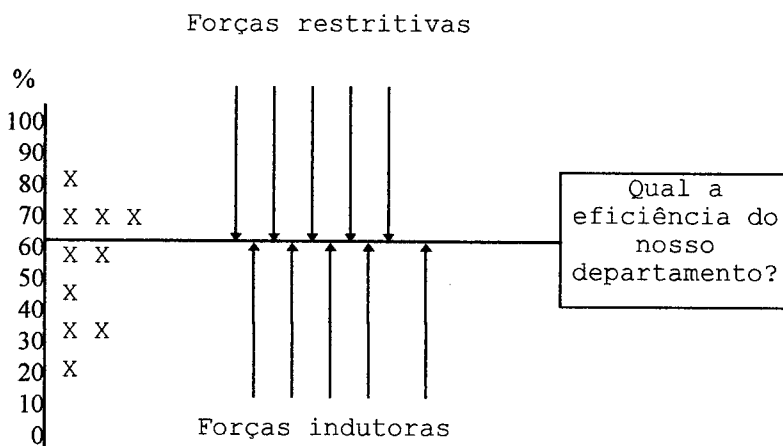 Forças restritivas
%
100
90
80
70
60
50
40
30
20
10
0
X
X X X
X X
X
X X
X
Qual a
eficiência do
nosso
departamento?
Forças indutoras